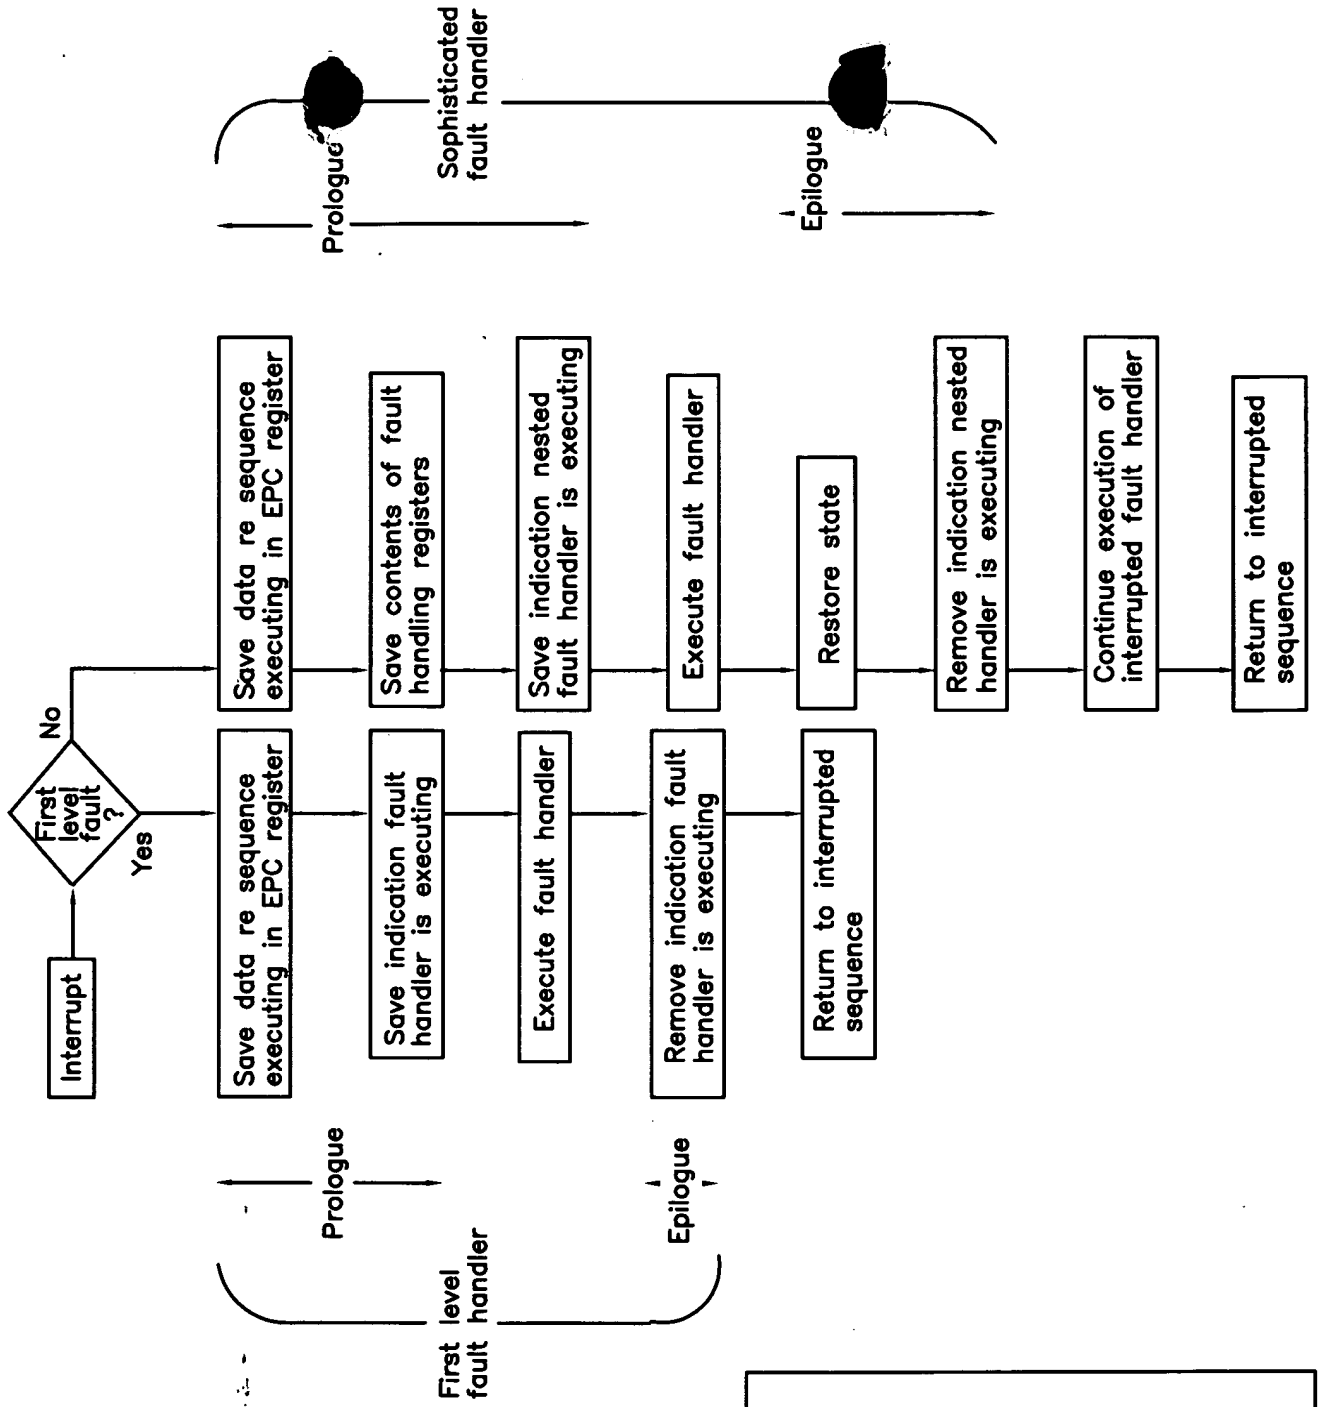 Interrupt
First
level
fault
?
Yes
No
First level
fault handler
Prologue
Epilogue
Save data re sequence
executing in EPC register
Save indication fault
handler is executing
Execute fault handler
Remove indication fault
handler is executing
Return to interrupted
sequence
Save data re sequence
executing in EPC register
Save contents of fault
handling registers
Save indication nested
fault handler is executing
Execute fault handler
Restore state
Remove indication nested
handler is executing
Continue execution of
interrupted fault handler
Return to interrupted
sequence
Prologue
Sophisticated
fault handler
Epilogue